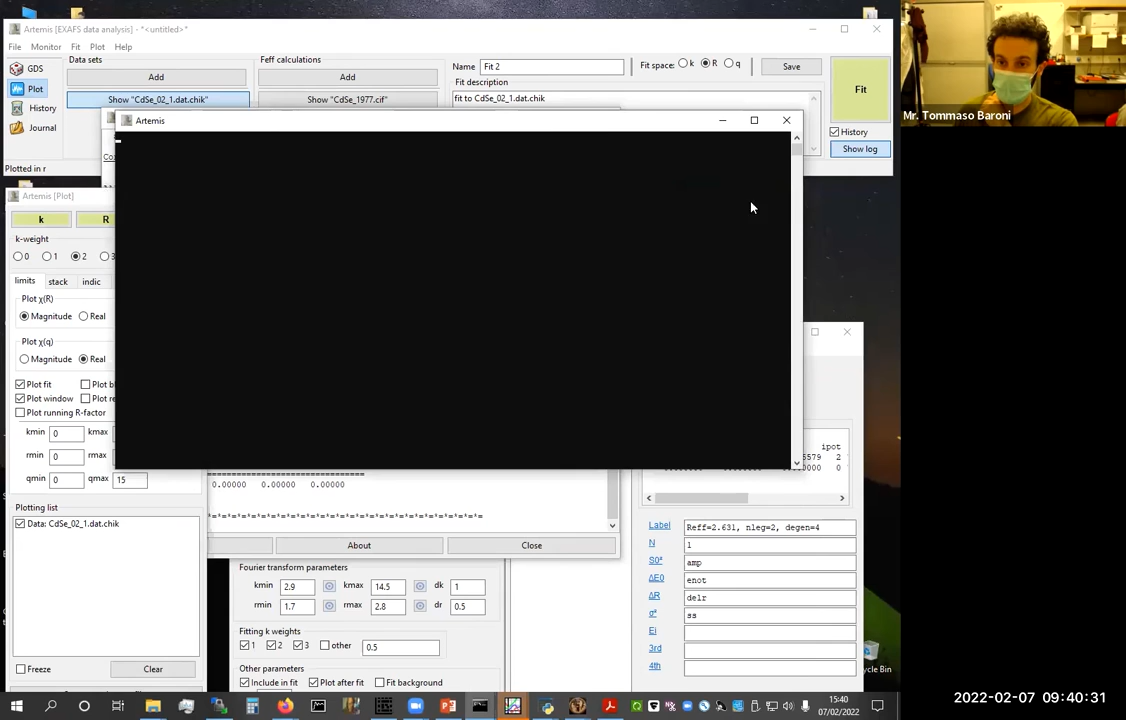 Artemis [EXAFS data analysis] - *<untitled>*
File Monitor Fit Plot Help
GDS
Plot
History
Journal
Plotted in r
Data sets
Add
Show "CdSe_02_1.dat.chik"
Feff calculations
Add
Show "CdSe_1977.cif"
Name Fit 2
Fit space: k R q
Save
Fit description
fit to CdSe_02_1.dat.chik
Fit
History
Show log
Mr. Tommaso Baroni
Artemis
Artemis [Plot]
k R
k-weight
0 1 2 3
limits stack indic
Plot χ(R)
Magnitude Real
Plot χ(q)
Magnitude Real
Plot fit Plot b
Plot window Plot re
Plot running R-factor
kmin 0 kmax
rmin 0 rmax
qmin 0 qmax 15
Plotting list
Data: CdSe_02_1.dat.chik
Freeze Clear
=================================
0.00000 0.00000 0.00000
*=*=*=*=*=*=*=*=*=*=*=*=*=*=*=*=*=*=*=*=*=*=*=
About Close
Fourier transform parameters
kmin 2.9 kmax 14.5 dk 1
rmin 1.7 rmax 2.8 dr 0.5
Fitting k weights
1 2 3 other 0.5
Other parameters
Include in fit Plot after fit Fit background
ipot
6579 2
00000 0
Label Reff=2.631, nleg=2, degen=4
N 1
S0² amp
ΔE0 enot
ΔR delr
σ² ss
Ei
3rd
4th
cle Bin
15:40
07/02/2022
2022-02-07 09:40:31